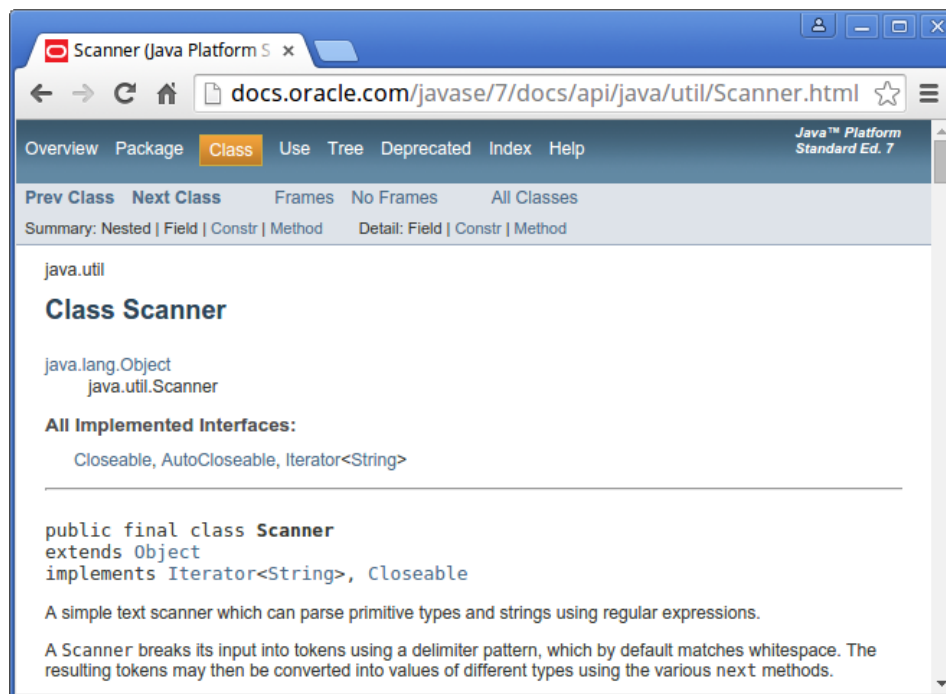 Scanner (Java Platform S
docs.oracle.com/javase/7/docs/api/java/util/Scanner.html
Overview Package Class Use Tree Deprecated Index Help
Java™ Platform
Standard Ed. 7
Prev Class Next Class Frames No Frames All Classes
Summary: Nested | Field | Constr | Method Detail: Field | Constr | Method
java.util
Class Scanner
java.lang.Object
java.util.Scanner
All Implemented Interfaces:
Closeable, AutoCloseable, Iterator<String>
public final class Scanner
extends Object
implements Iterator<String>, Closeable
A simple text scanner which can parse primitive types and strings using regular expressions.
A Scanner breaks its input into tokens using a delimiter pattern, which by default matches whitespace. The
resulting tokens may then be converted into values of different types using the various next methods.